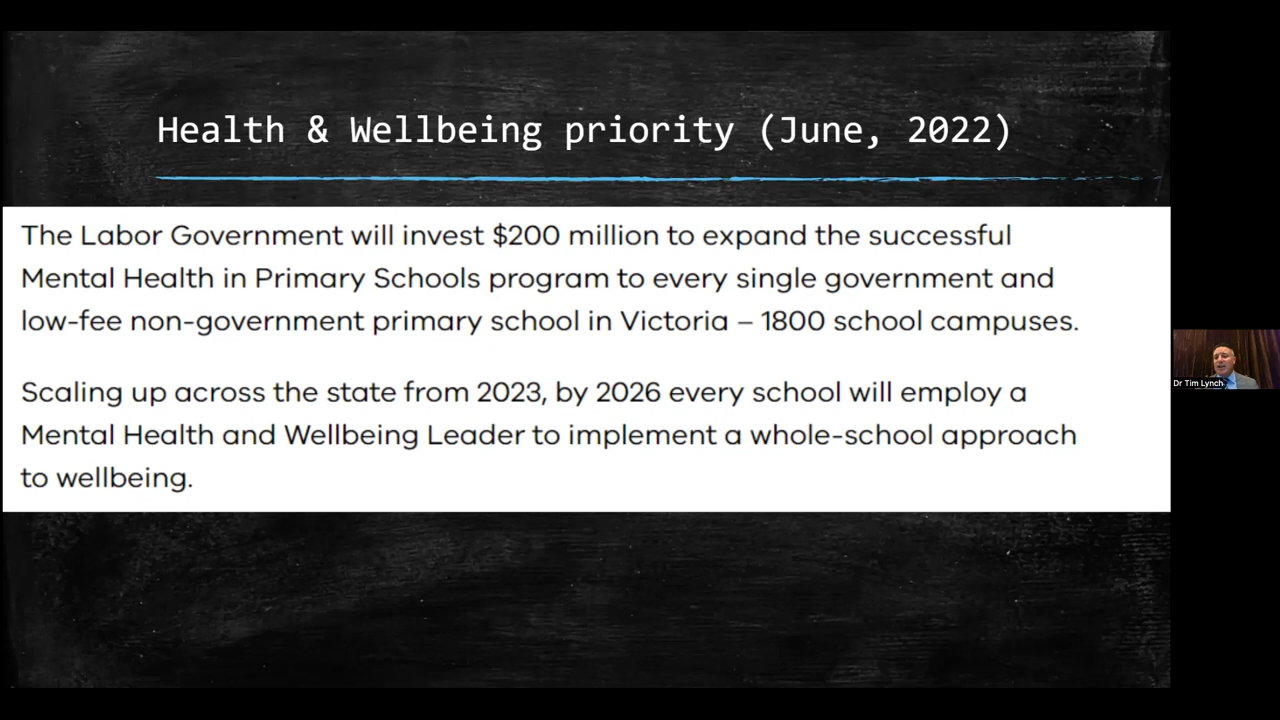 Health & Wellbeing priority (June, 2022)
The Labor Government will invest $200 million to expand the successful
Mental Health in Primary Schools program to every single government and
low-fee non-government primary school in Victoria – 1800 school campuses.
Scaling up across the state from 2023, by 2026 every school will employ a
Mental Health and Wellbeing Leader to implement a whole-school approach
to wellbeing.
Dr Tim Lynch